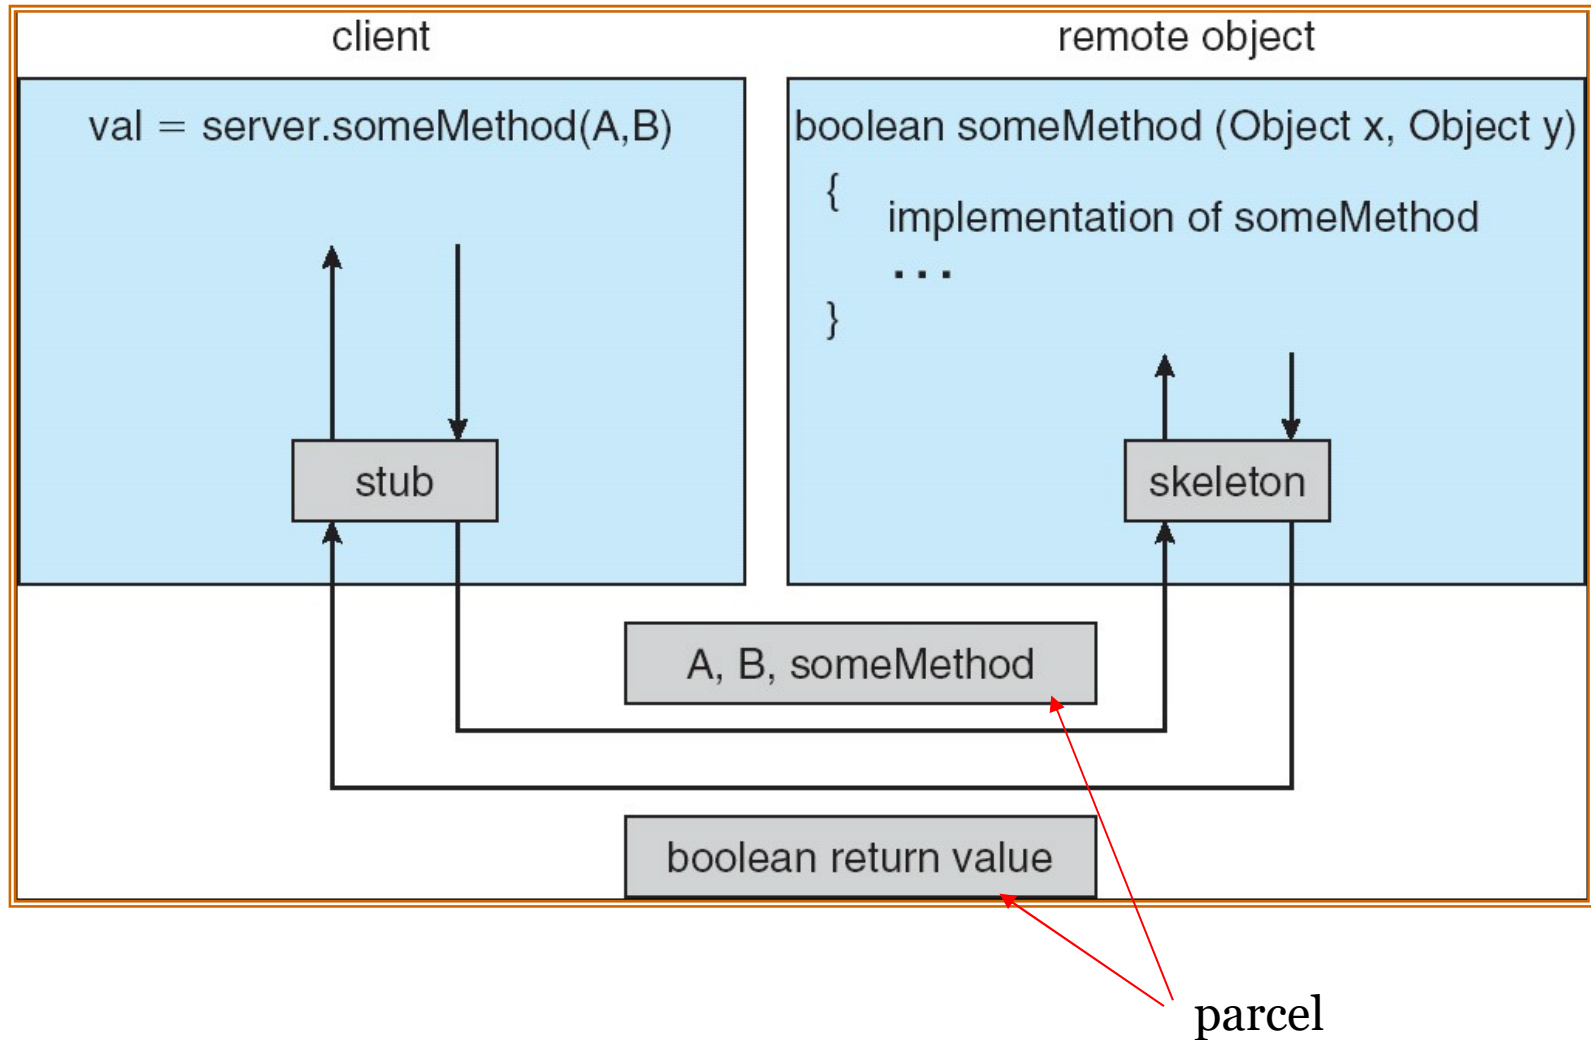 client
remote object
val = server.someMethod(A,B)
boolean someMethod (Object x, Object y)
{
implementation of someMethod
...
}
stub
skeleton
A, B, someMethod
boolean return value
parcel